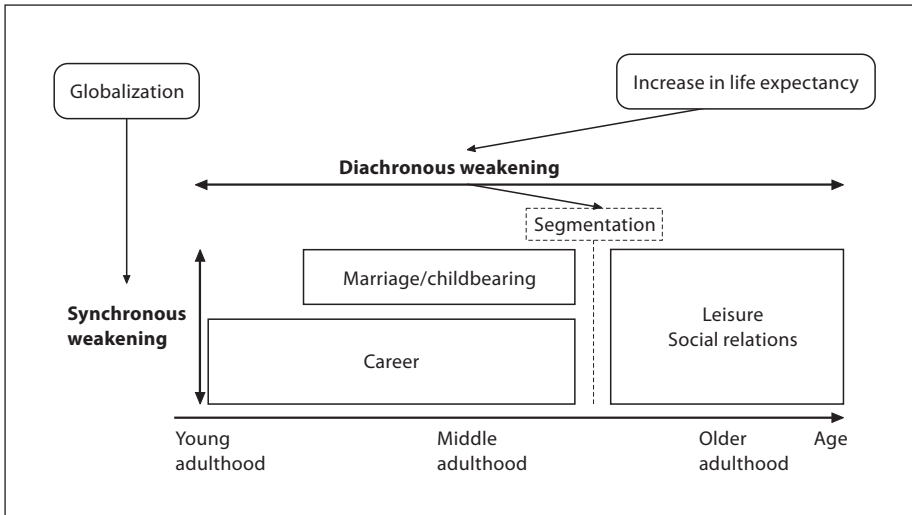 Globalization
Increase in life expectancy
Diachronous weakening
Segmentation
Marriage/childbearing
Synchronous
weakening
Leisure
Social relations
Career
Young
adulthood
Middle
adulthood
Older
adulthood
Age